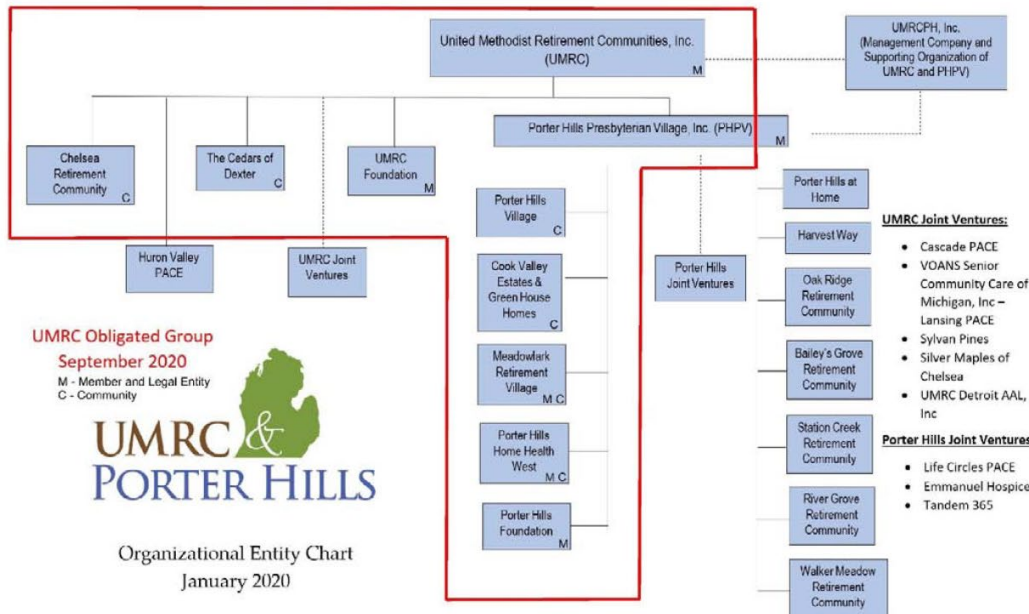 United Methodist Retirement Communities, Inc.
(UMRC)
M
UMRCPH, Inc.
(Management Company and
Supporting Organization of
UMRC and PHPV)
Porter Hills Presbyterian Village, Inc. (PHPV)
M
Chelsea
Retirement
Community
C
The Cedars of
Dexter
C
UMRC
Foundation
M
Huron Valley
PACE
UMRC Joint
Ventures
Porter Hills
Village
C
Cook Valley
Estates &
Green House
Homes
C
Meadowlark
Retirement
Village
M C
Porter Hills
Home Health
West
M C
Porter Hills
Foundation
M
Porter Hills
Joint Ventures
Porter Hills at
Home
Harvest Way
Oak Ridge
Retirement
Community
Bailey's Grove
Retirement
Community
Station Creek
Retirement
Community
River Grove
Retirement
Community
Walker Meadow
Retirement
Community
UMRC Joint Ventures:
• Cascade PACE
• VOANS Senior
Community Care of
Michigan, Inc –
Lansing PACE
• Sylvan Pines
• Silver Maples of
Chelsea
• UMRC Detroit AAL,
Inc
Porter Hills Joint Ventures
• Life Circles PACE
• Emmanuel Hospice
• Tandem 365
UMRC Obligated Group
September 2020
M - Member and Legal Entity
C - Community
UMRC &
PORTER HILLS
Organizational Entity Chart
January 2020